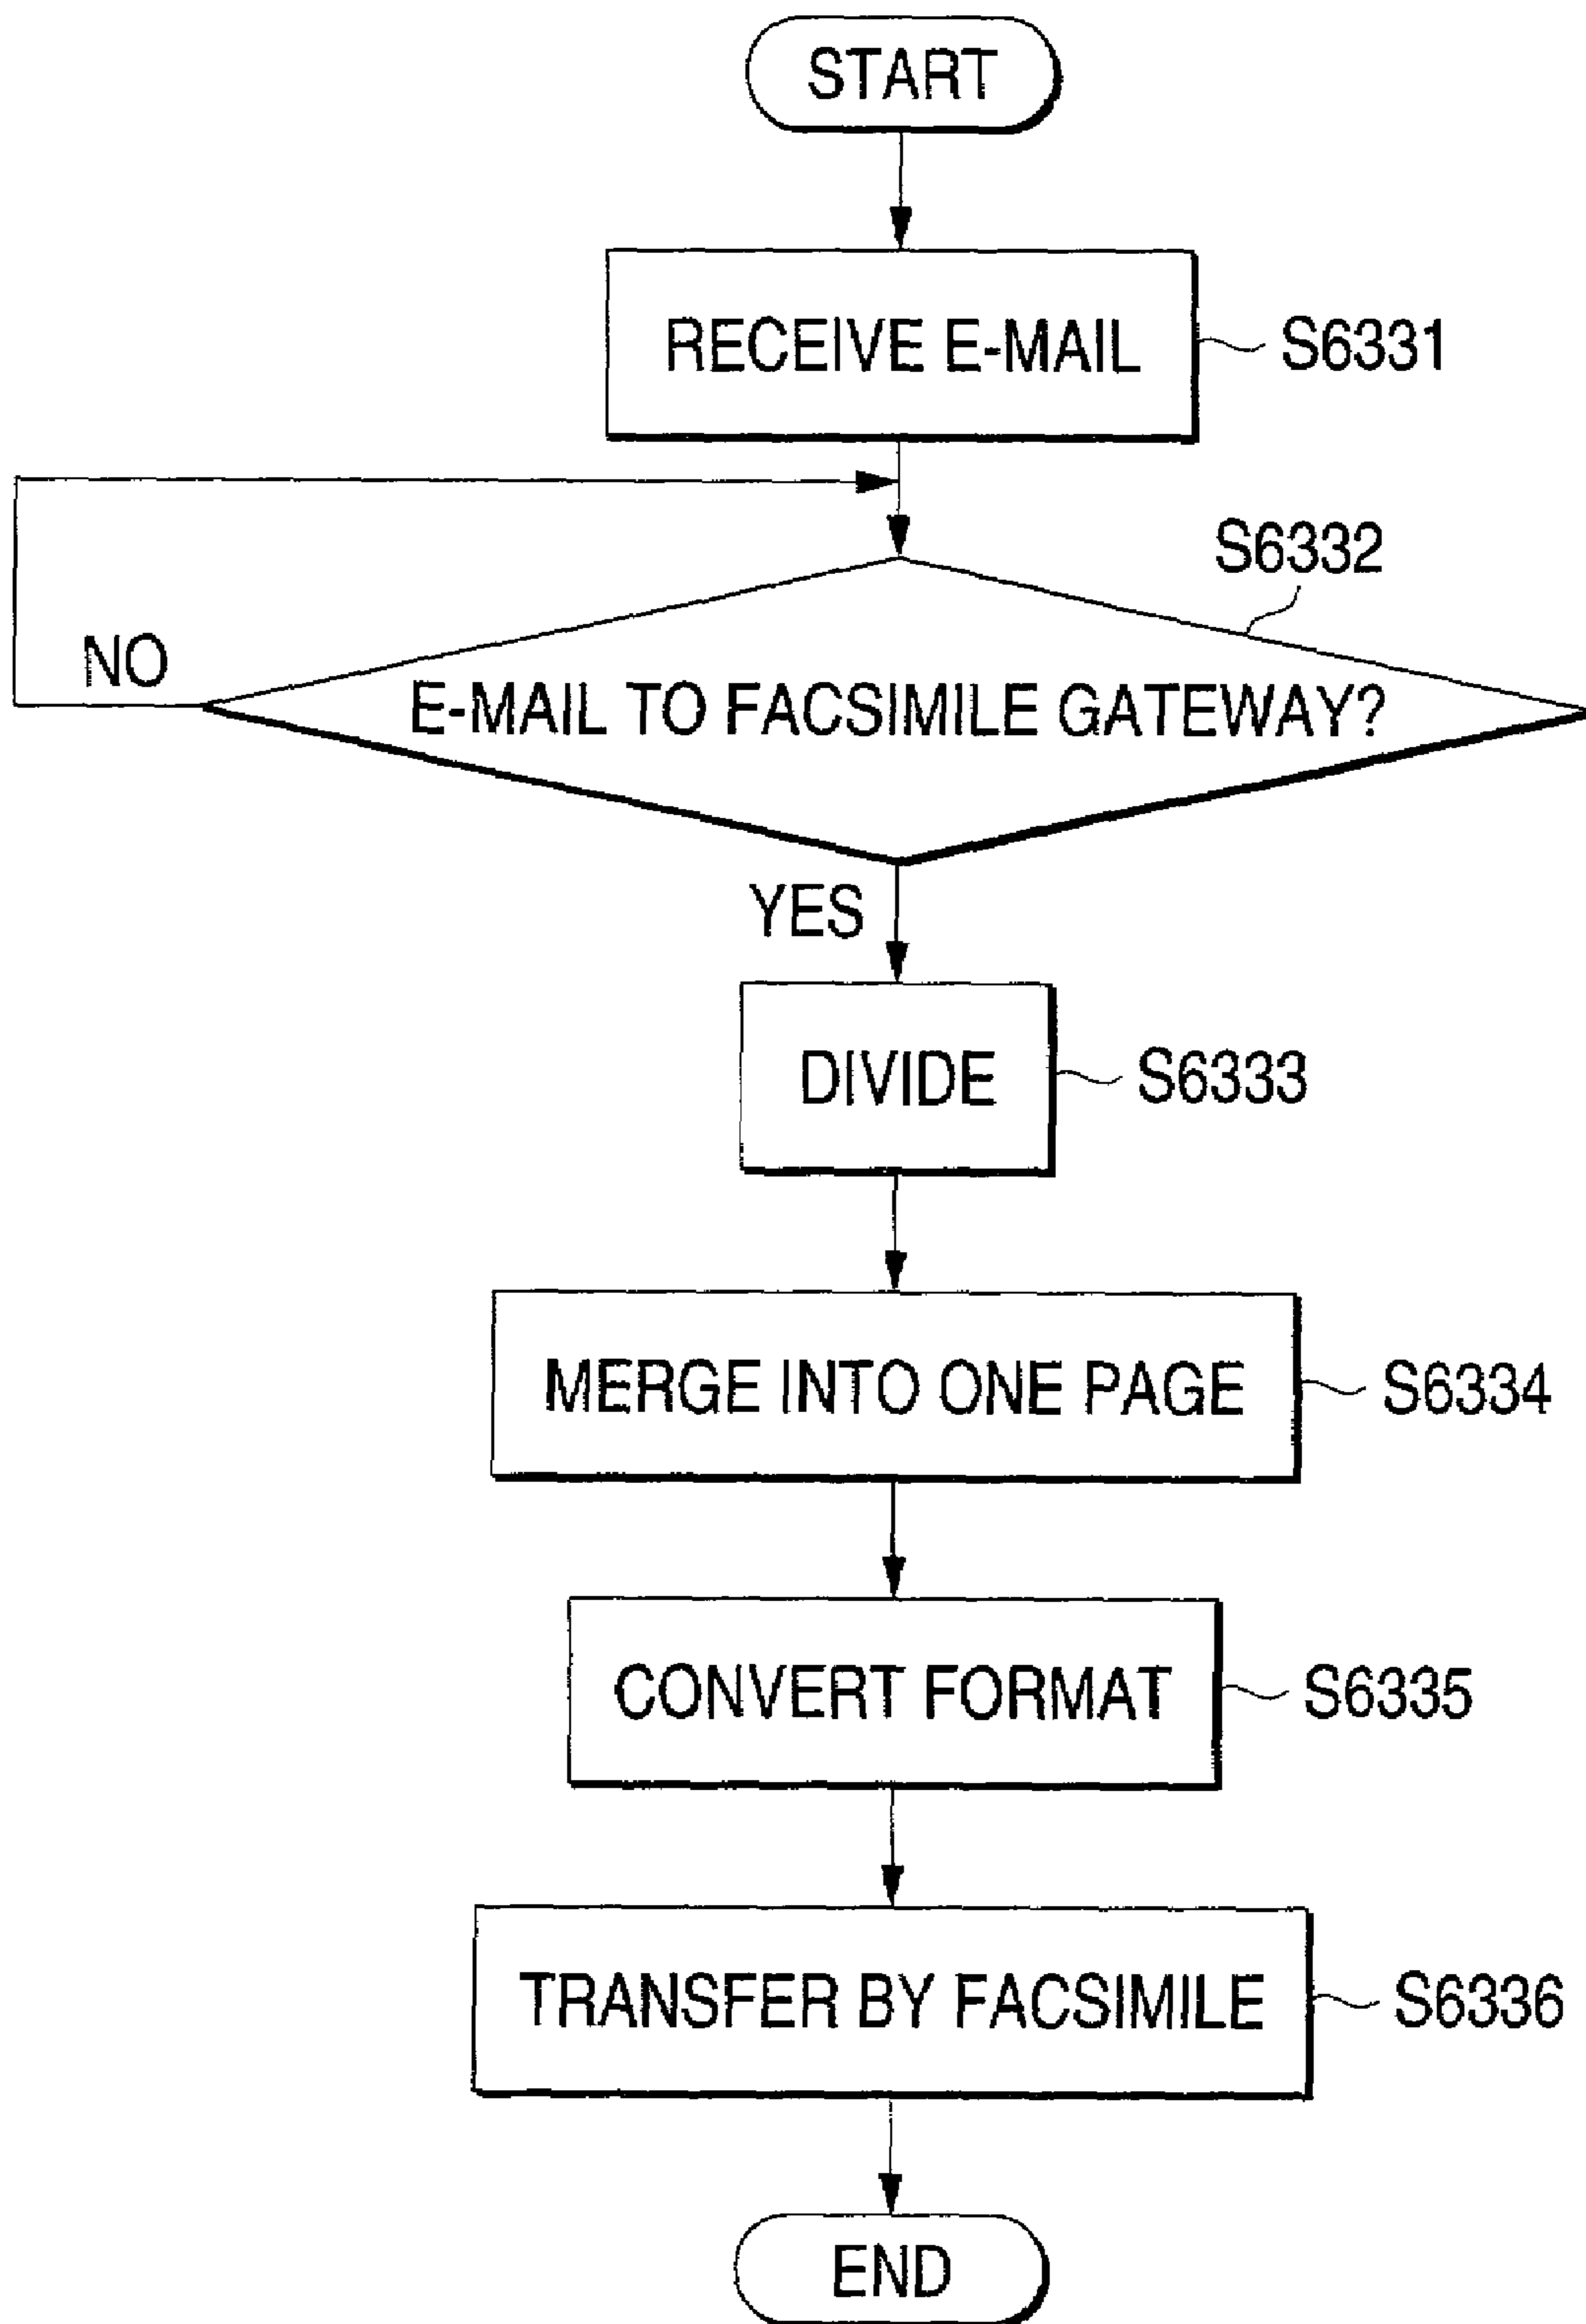 START
RECEIVE E-MAIL
S6331
S6332
NO
E-MAIL TO FACSIMILE GATEWAY?
YES
DIVIDE
S6333
MERGE INTO ONE PAGE
S6334
CONVERT FORMAT
S6335
TRANSFER BY FACSIMILE
S6336
END